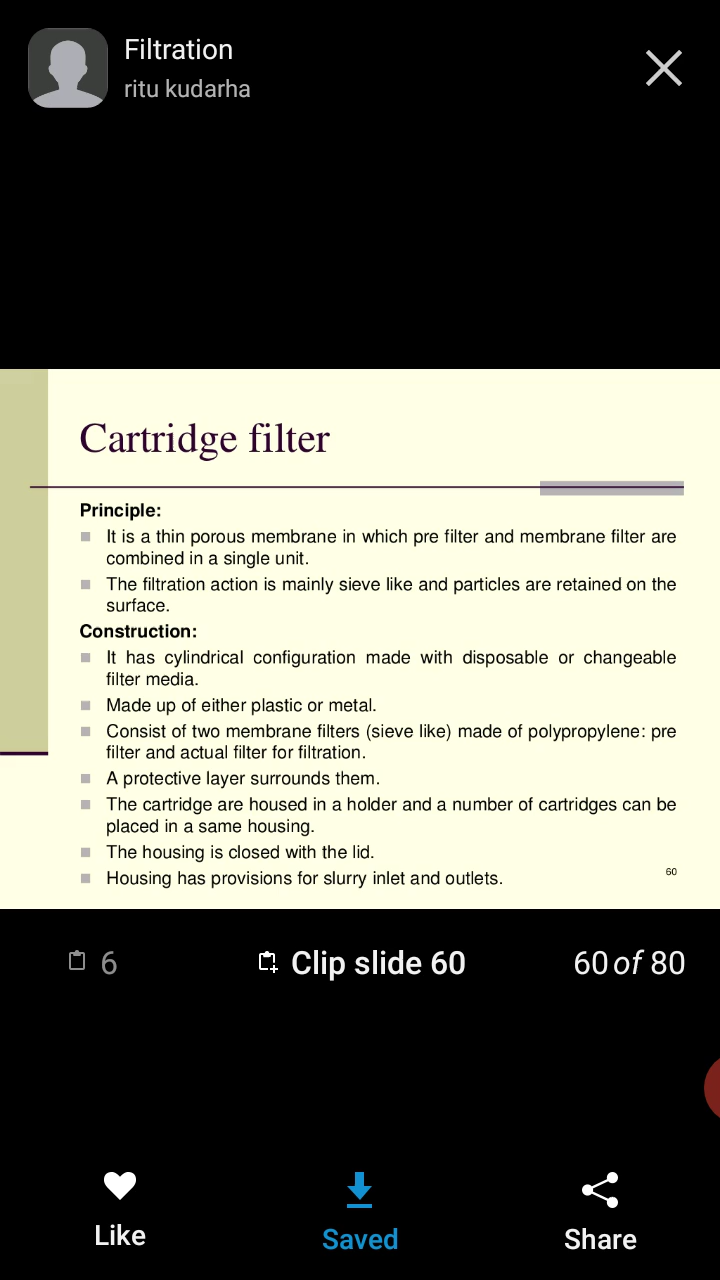 Filtration
ritu kudarha
Cartridge filter
Principle:
It is a thin porous membrane in which pre filter and membrane filter are
combined in a single unit.
The filtration action is mainly sieve like and particles are retained on the
surface.
Construction:
It has cylindrical configuration made with disposable or changeable
filter media.
Made up of either plastic or metal.
Consist of two membrane filters (sieve like) made of polypropylene: pre
filter and actual filter for filtration.
A protective layer surrounds them.
The cartridge are housed in a holder and a number of cartridges can be
placed in a same housing.
The housing is closed with the lid.
Housing has provisions for slurry inlet and outlets.
60
6
Clip slide 60
60 of 80
Like
Saved
Share